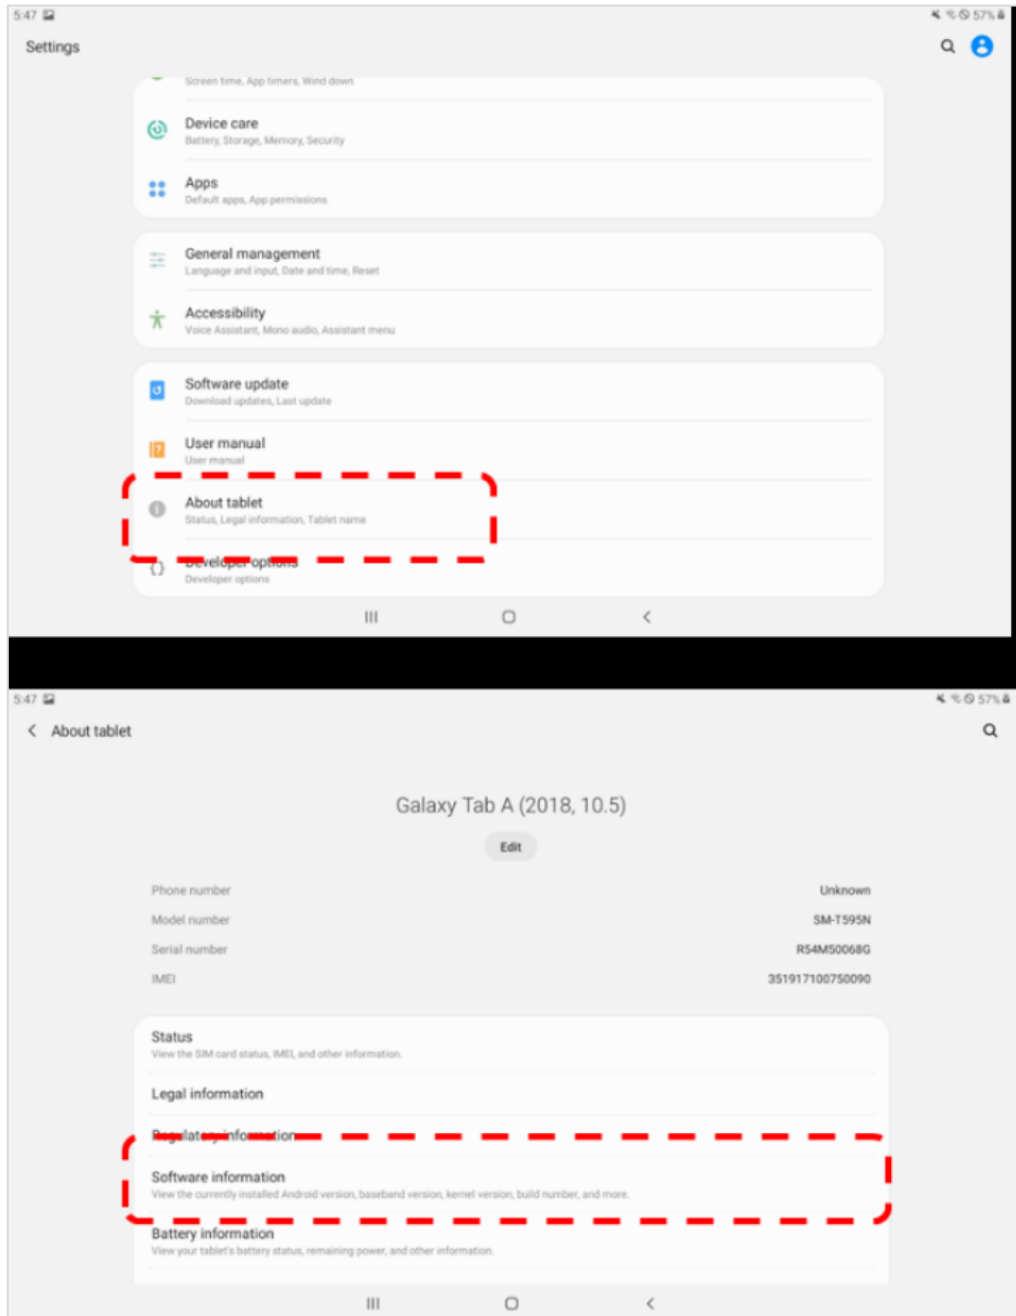 5:47
57%
Settings
Screen time, App timers, Wind down
Device care
Battery, Storage, Memory, Security
Apps
Default apps, App permissions
General management
Language and input, Date and time, Reset
Accessibility
Voice Assistant, Mono audio, Assistant menu
Software update
Download updates, Last update
User manual
User manual
About tablet
Status, Legal information, Tablet name
Developer options
Developer options
5:47
57%
About tablet
Galaxy Tab A (2018, 10.5)
Edit
Phone number Unknown
Model number SM-T595N
Serial number R54M50068G
IMEI 351917100750090
Status
View the SIM card status, IMEI, and other information.
Legal information
Regulatory information
Software information
View the currently installed Android version, baseband version, kernel version, build number, and more.
Battery information
View your tablet's battery status, remaining power, and other information.